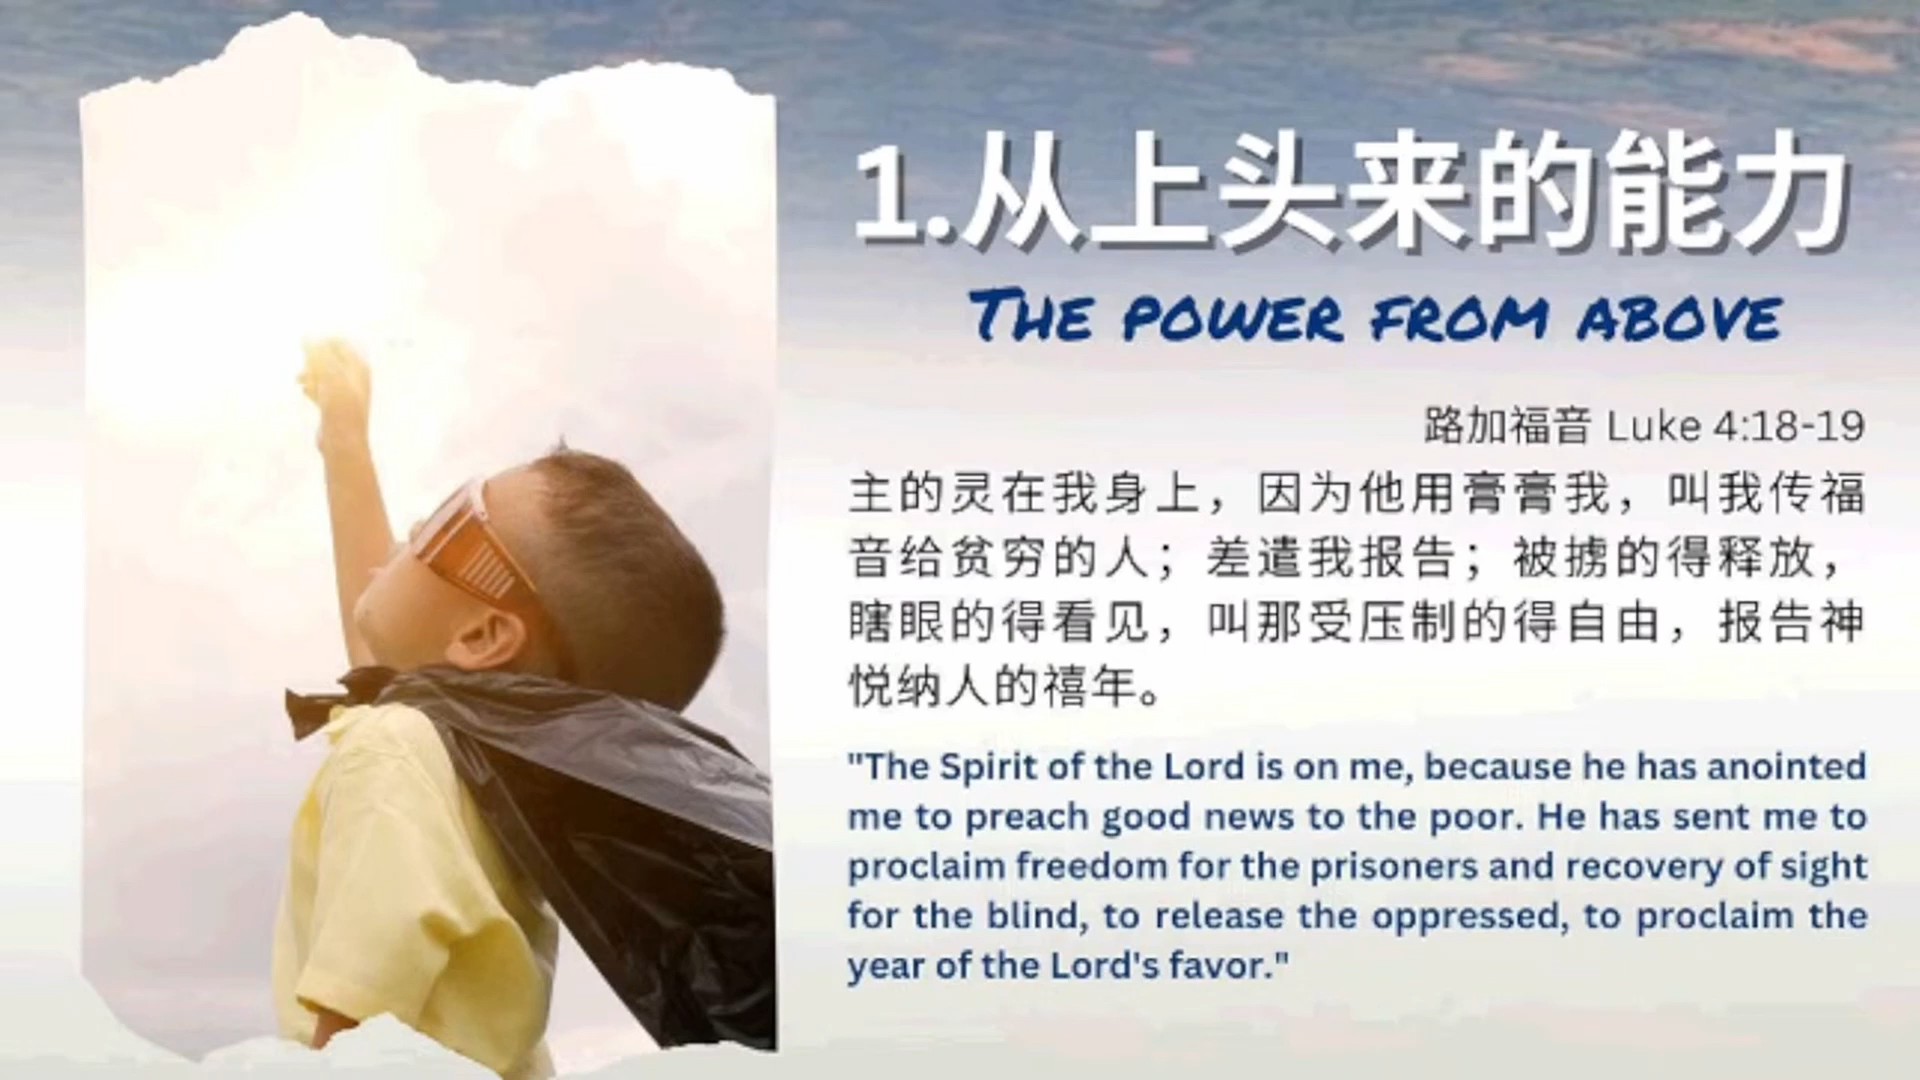 1.从上头来的能力
THE POWER FROM ABOVE
路加福音 Luke 4:18-19
主的灵在我身上，因为他用膏膏我，叫我传福
音给贫穷的人；差遣我报告；被掳的得释放，
瞎眼的得看见，叫那受压制的得自由，报告神
悦纳人的禧年。
"The Spirit of the Lord is on me, because he has anointed
me to preach good news to the poor. He has sent me to
proclaim freedom for the prisoners and recovery of sight
for the blind, to release the oppressed, to proclaim the
year of the Lord's favor."